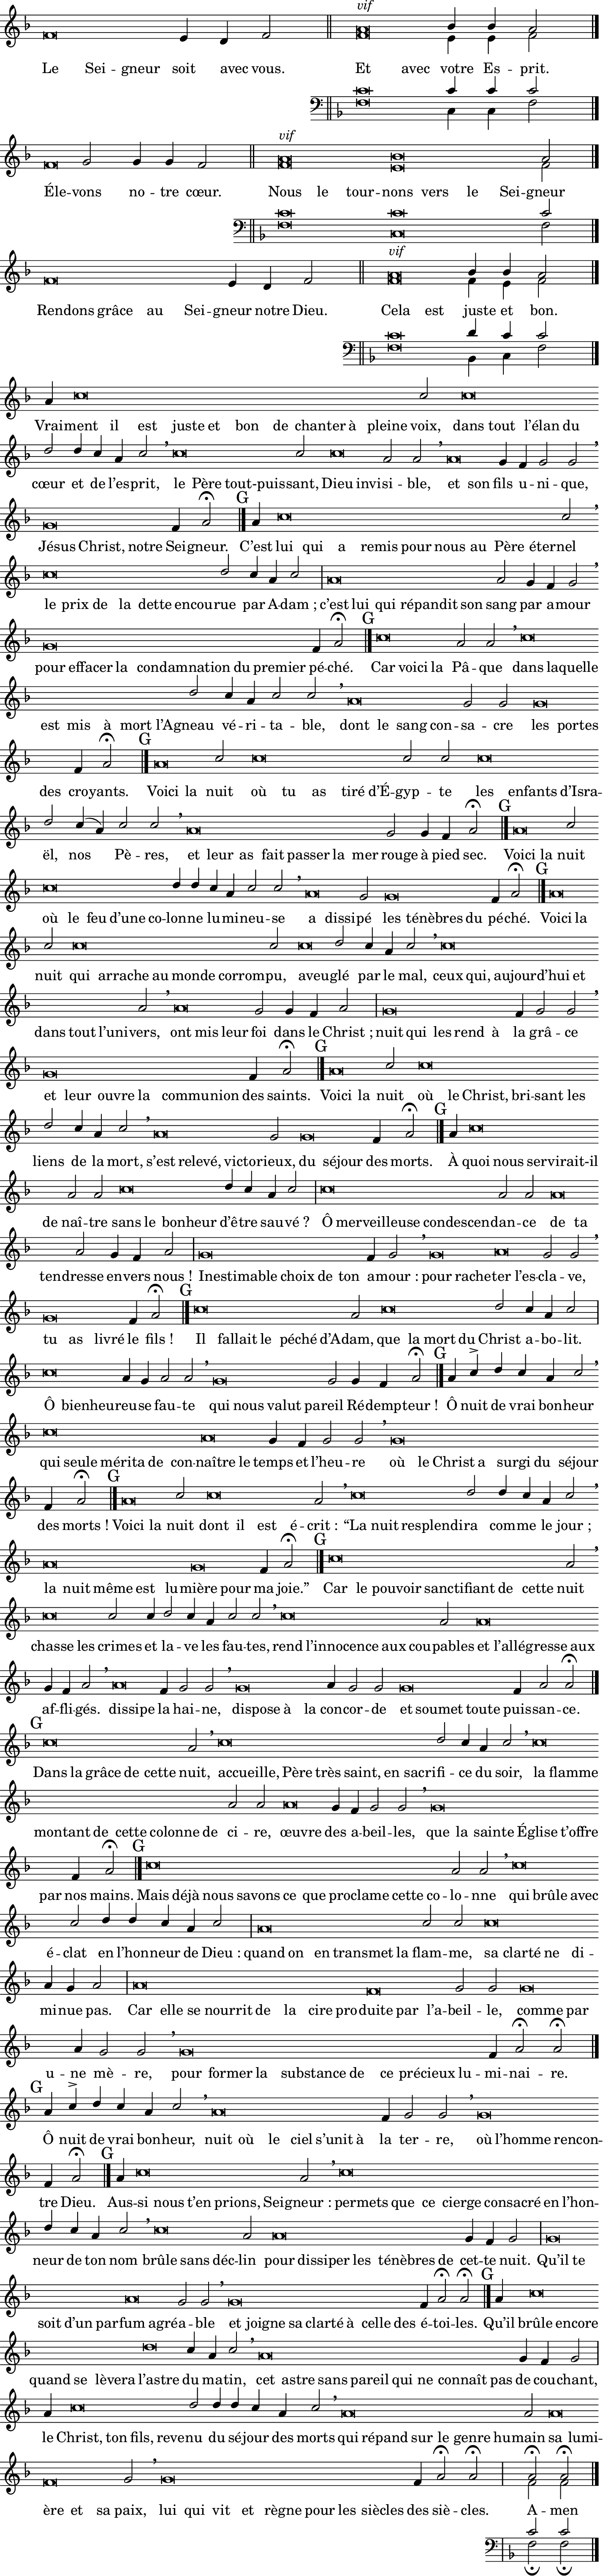 vif
Le Sei -- gneur soit avec vous. Et avec votre Es -- prit.
vif
Éle -- vons no -- tre cœur. Nous le tour -- nons vers le Sei -- gneur
vif
Rendons grâce au Sei -- gneur notre Dieu. Cela est juste et bon.
Vraiment il est juste et bon de chanter à pleine voix, dans tout l’élan du
cœur et de l’esprit, le Père tout-puissant, Dieu invisi -- ble, et son fils u -- ni -- que,
G
Jésus Christ, notre Seigneur. C’est lui qui a remis pour nous au Père éternel
le prix de la dette encourue par A -- dam ; c’est lui qui répandit son sang par amour
G
pour effacer la condamnation du premier pé -- ché. Car voici la Pâ -- que dans laquelle
est mis à mort l’Agneau vé -- ri -- ta -- ble, dont le sang con -- sa -- cre les portes
G
des croyants. Voici la nuit où tu as tiré d’É -- gyp -- te les enfants d’Isra --
G
ël, nos Pè -- res, et leur as fait passer la mer rouge à pied sec. Voici la nuit
G
où le feu d’une co -- lonne lu -- mineu -- se a dissipé les ténèbres du péché. Voici la
nuit qui arrache au monde corrompu, aveuglé par le mal, ceux qui, aujourd’hui et
dans tout l’univers, ont mis leur foi dans le Christ ; nuit qui les rend à la grâ -- ce
G
et leur ouvre la communion des saints. Voici la nuit où le Christ, bri -- sant les
G
liens de la mort, s’est relevé, victorieux, du séjour des morts. À quoi nous servirait-il
de naî -- tre sans le bonheur d’être sauvé ? Ô merveilleuse condescendan -- ce de ta
tendresse envers nous ! Inestimable choix de ton amour : pour racheter l’es -- cla -- ve,
G
tu as livré le fils ! Il fallait le péché d’Adam, que la mort du Christ a -- bo -- lit.
G
Ô bienheureuse fau -- te qui nous valut pareil Rédempteur ! Ô nuit de vrai bonheur
qui seule mérita de con -- naître le temps et l’heu -- re où le Christ a surgi du séjour
G
des morts ! Voici la nuit dont il est é -- crit : “La nuit resplendira comme le jour ;
G
la nuit même est lumière pour ma joie.” Car le pouvoir sanctifiant de cette nuit
chasse les crimes et la -- ve les fau -- tes, rend l’innocence aux coupables et l’allégresse aux
af -- fli -- gés. dissipe la hai -- ne, dispose à la concor -- de et soumet toute puis -- san -- ce.
G
Dans la grâce de cette nuit, accueille, Père très saint, en sacrifi -- ce du soir, la flamme
montant de cette colonne de ci -- re, œuvre des a -- beil -- les, que la sainte Église t’offre
G
par nos mains. Mais déjà nous savons ce que proclame cette co -- lo -- nne qui brûle avec
é -- clat en l’hon -- neur de Dieu : quand on en transmet la flam -- me, sa clarté ne di --
minue pas. Car elle se nourrit de la cire produite par l’a -- beil -- le, comme par
u -- ne mè -- re, pour former la substance de ce précieux lu -- mi -- nai -- re.
G
Ô nuit de vrai bonheur, nuit où le ciel s’unit à la ter -- re, où l’homme rencon --
G
tre Dieu. Aus -- si nous t’en prions, Seigneur : permets que ce cierge consacré en l’hon --
neur de ton nom brûle sans déc -- lin pour dissiper les ténèbres de cet -- te nuit. Qu’il te
G
soit d’un parfum agréa -- ble et joigne sa clarté à celle des é -- toi -- les. Qu’il brûle encore
quand se lèvera l’astre du matin, cet astre sans pareil qui ne connaît pas de couchant,
le Christ, ton fils, revenu du séjour des morts qui répand sur le genre humain sa lumi --
ère et sa paix, lui qui vit et règne pour les siècles des siè -- cles. A -- men